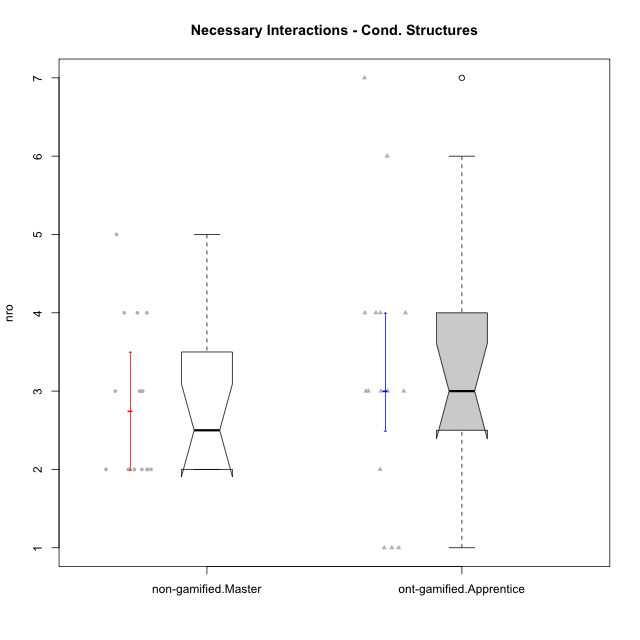 Necessary Interactions - Cond. Structures
7
6
5
4
3
2
1
nro
non-gamified.Master
ont-gamified.Apprentice